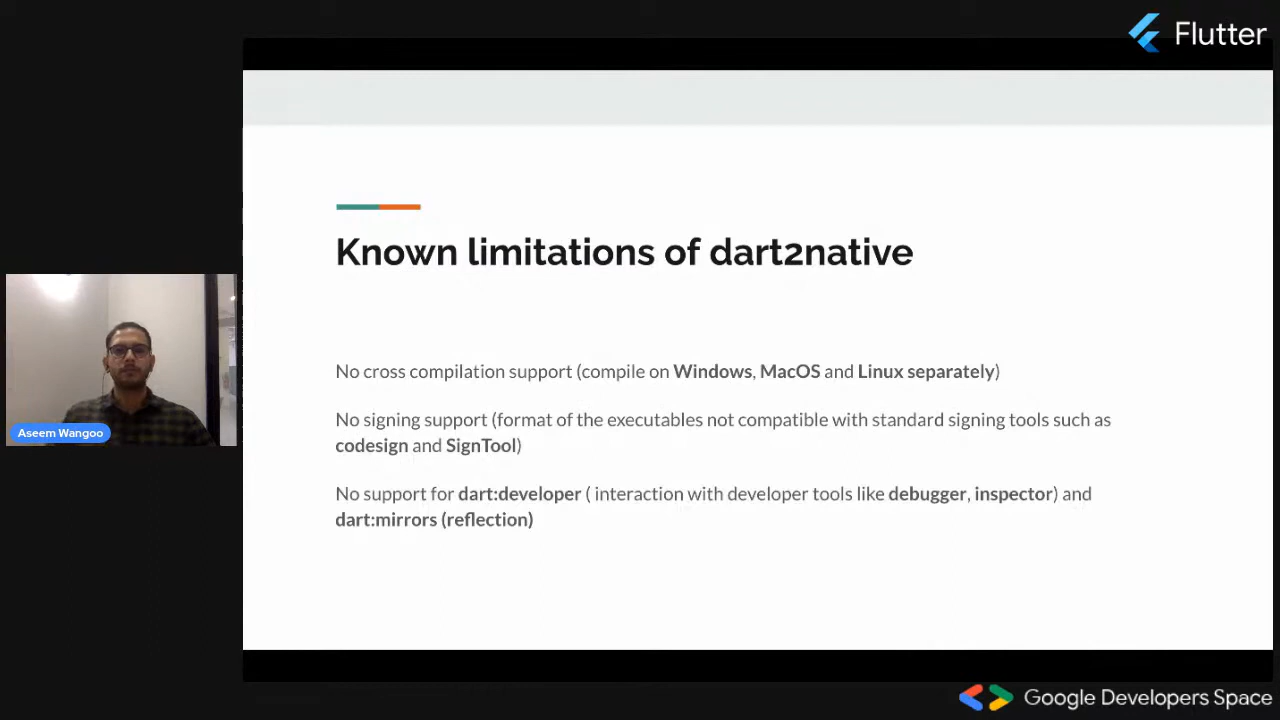 Flutter
Known limitations of dart2native
No cross compilation support (compile on Windows, MacOS and Linux separately)
No signing support (format of the executables not compatible with standard signing tools such as
codesign and SignTool)
No support for dart:developer ( interaction with developer tools like debugger, inspector) and
dart:mirrors (reflection)
Aseem Wangoo
Google Developers Space